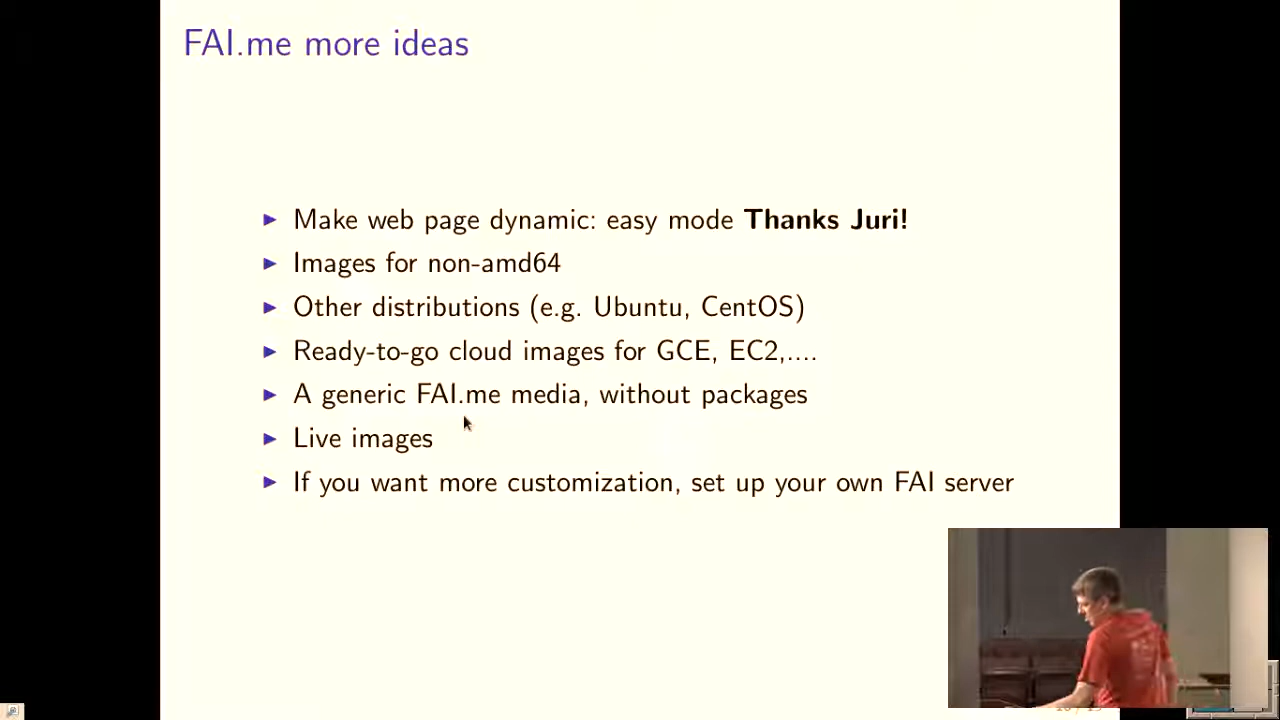 FAI.me more ideas
Make web page dynamic: easy mode Thanks Juri!
Images for non-amd64
Other distributions (e.g. Ubuntu, CentOS)
Ready-to-go cloud images for GCE, EC2,....
A generic FAI.me media, without packages
Live images
If you want more customization, set up your own FAI server